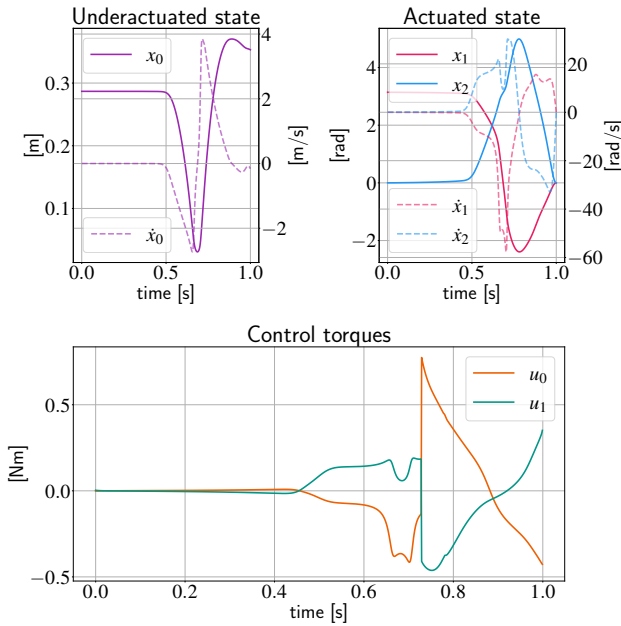 Underactuated state
x₀
ẋ₀
0.3
0.2
0.1
[m]
4
2
0
−2
[m/s]
0.0
0.5
1.0
time [s]
Actuated state
x₁
x₂
ẋ₁
ẋ₂
4
2
0
−2
[rad]
20
0
−20
−40
−60
[rad/s]
0.0
0.5
1.0
time [s]
Control torques
u₀
u₁
0.5
0.0
−0.5
[Nm]
0.0
0.2
0.4
0.6
0.8
1.0
time [s]